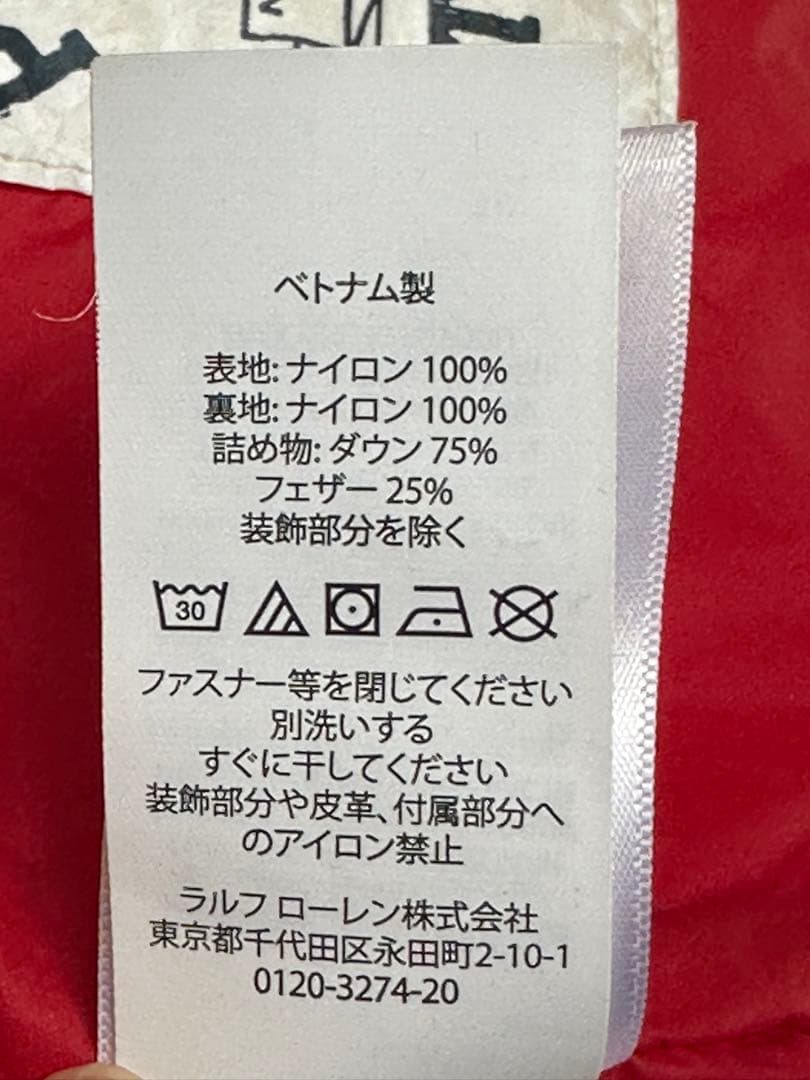 ベトナム製
表地: ナイロン 100%
裏地: ナイロン 100%
詰め物: ダウン 75%
フェザー 25%
装飾部分を除く
30
ファスナー等を閉じてください
別洗いする
すぐに干してください
装飾部分や皮革、付属部分へ
のアイロン禁止
ラルフ ローレン株式会社
東京都千代田区永田町2-10-1
0120-3274-20